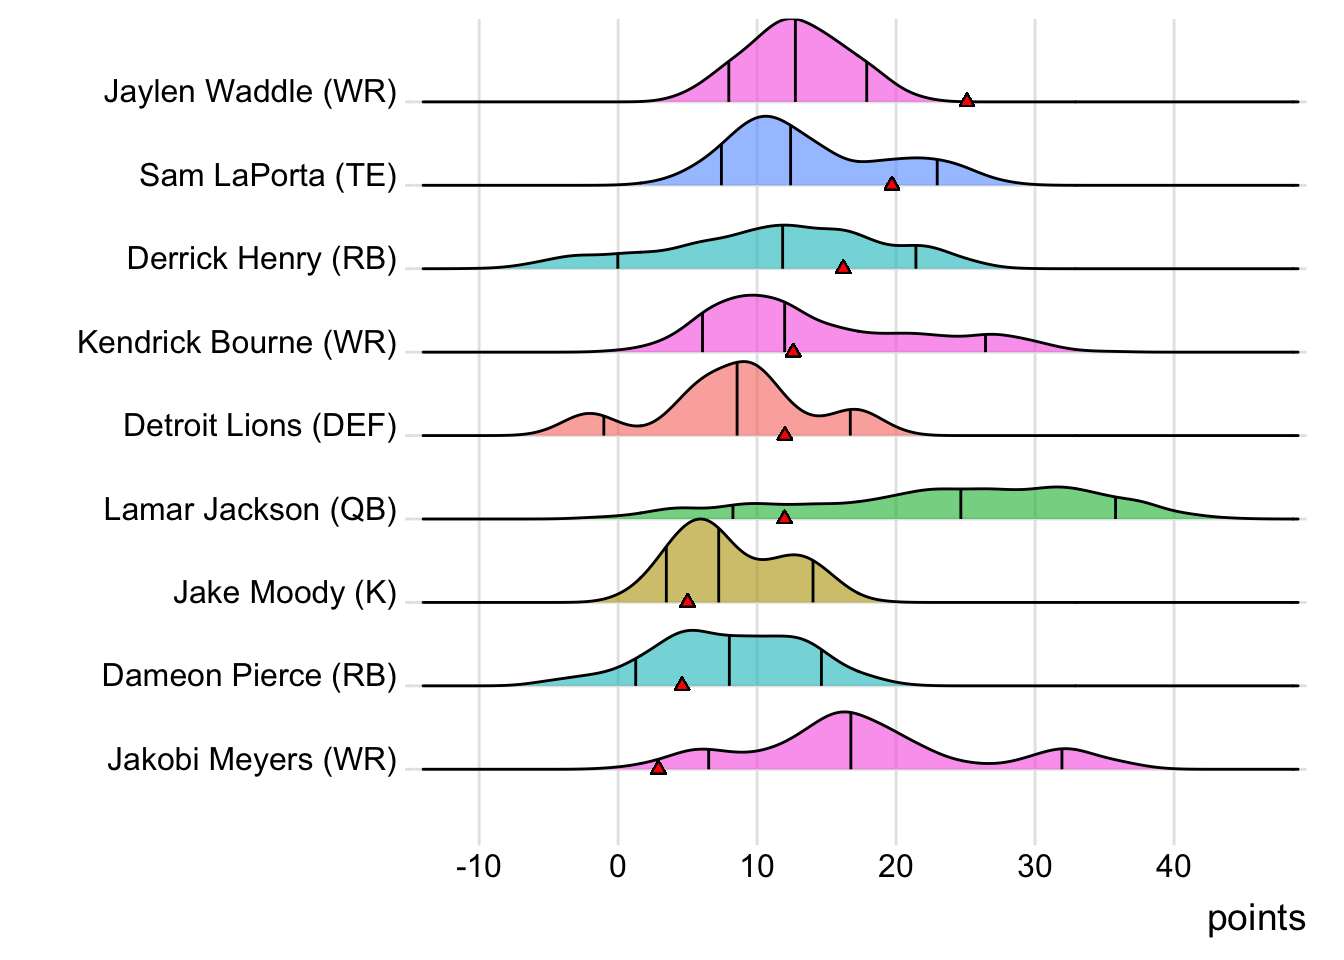 Jaylen Waddle (WR)
Sam LaPorta (TE)
Derrick Henry (RB)
Kendrick Bourne (WR)
Detroit Lions (DEF)
Lamar Jackson (QB)
Jake Moody (K)
Dameon Pierce (RB)
Jakobi Meyers (WR)
-10 0 10 20 30 40
points